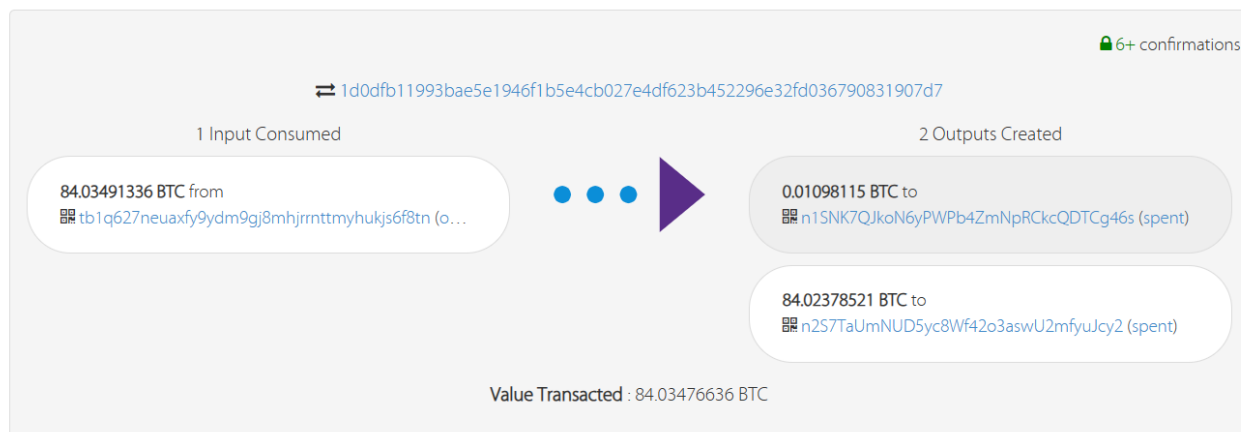 6+ confirmations
1d0dfb11993bae5e1946f1b5e4cb027e4df623b452296e32fd036790831907d7
1 Input Consumed
2 Outputs Created
84.03491336 BTC from
tb1q627neuaxfy9ydm9gj8mhjrrnttmyhukjs6f8tn (o…
0.01098115 BTC to
n1SNK7QJkoN6yPWPb4ZmNpRCkcQDTCg46s (spent)
84.02378521 BTC to
n2S7TaUmNUD5yc8Wf42o3aswU2mfyuJcy2 (spent)
Value Transacted : 84.03476636 BTC